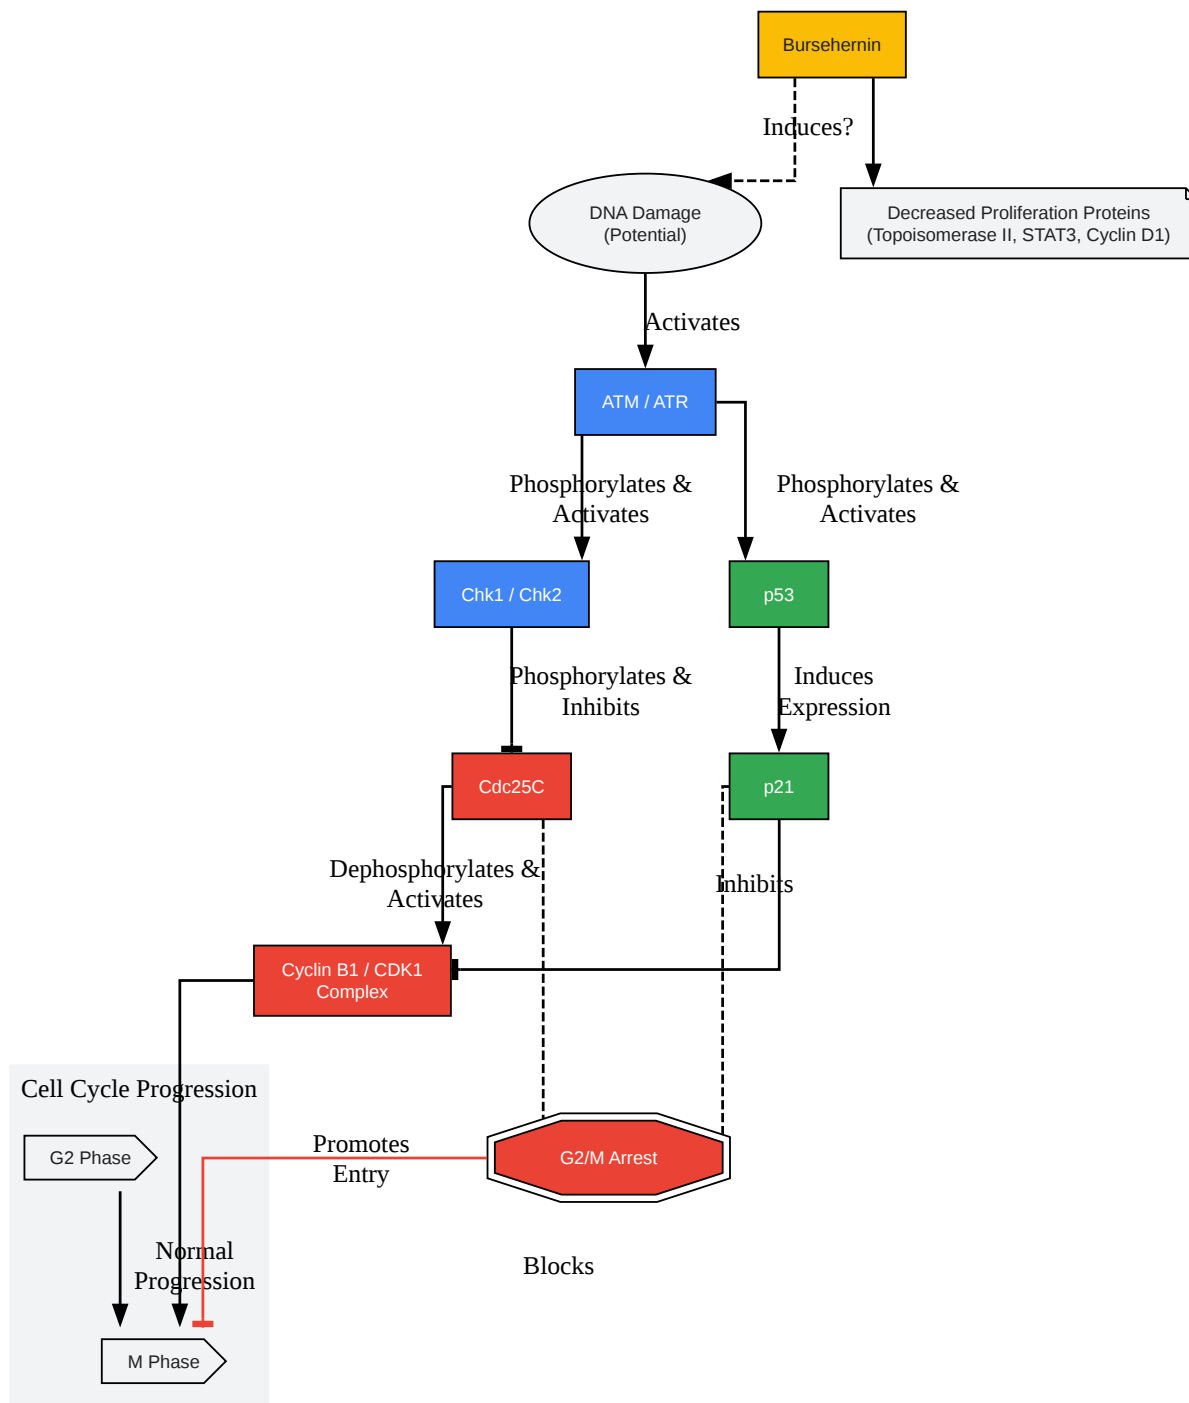 Bursehernin
Induces?
DNA Damage
(Potential)
Decreased Proliferation Proteins
(Topoisomerase II, STAT3, Cyclin D1)
Activates
ATM / ATR
Phosphorylates &
Activates
Phosphorylates &
Activates
Chk1 / Chk2
p53
Phosphorylates &
Inhibits
Induces
Expression
Cdc25C
p21
Dephosphorylates &
Activates
Inhibits
Cyclin B1 / CDK1
Complex
Cell Cycle Progression
G2 Phase
Promotes
Entry
G2/M Arrest
Normal
Progression
Blocks
M Phase